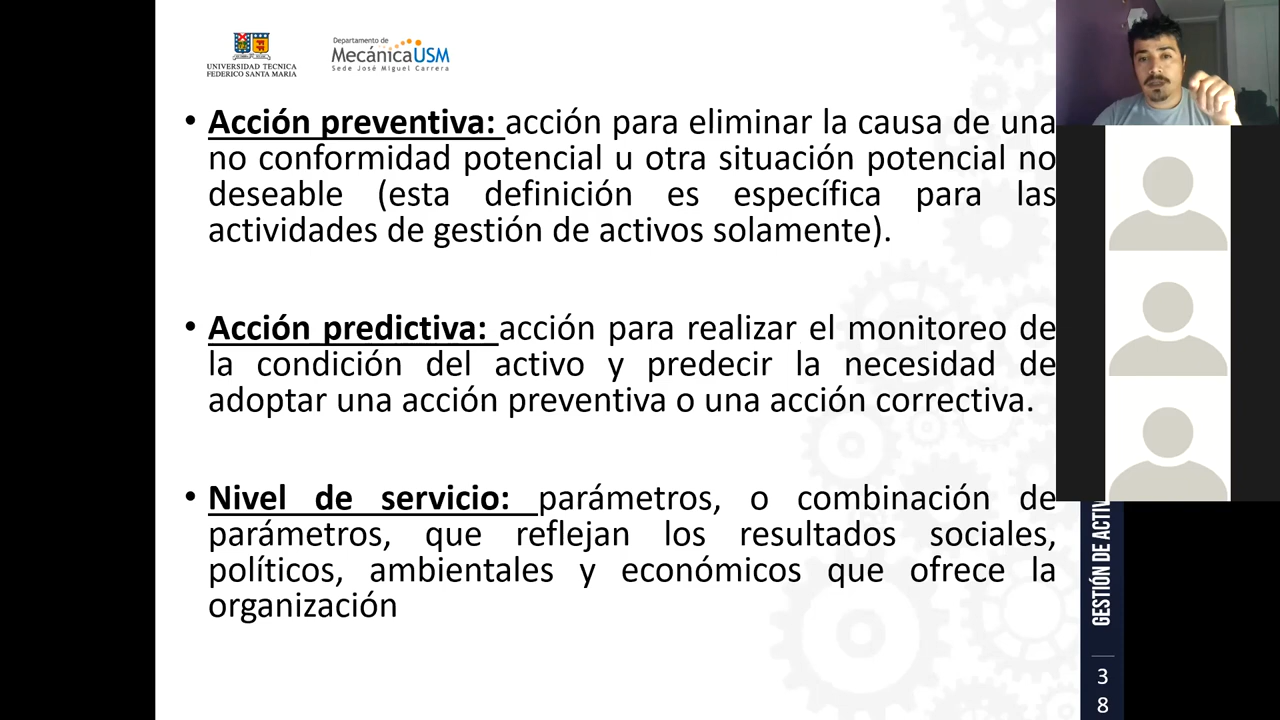 UNIVERSIDAD TECNICA
FEDERICO SANTA MARIA
Departamento de
MecánicaUSM
Sede José Miguel Carrera
• Acción preventiva: acción para eliminar la causa de una
no conformidad potencial u otra situación potencial no
deseable (esta definición es específica para las
actividades de gestión de activos solamente).
• Acción predictiva: acción para realizar el monitoreo de
la condición del activo y predecir la necesidad de
adoptar una acción preventiva o una acción correctiva.
• Nivel de servicio: parámetros, o combinación de
parámetros, que reflejan los resultados sociales,
políticos, ambientales y económicos que ofrece la
organización
GESTIÓN DE ACTIV
3
8